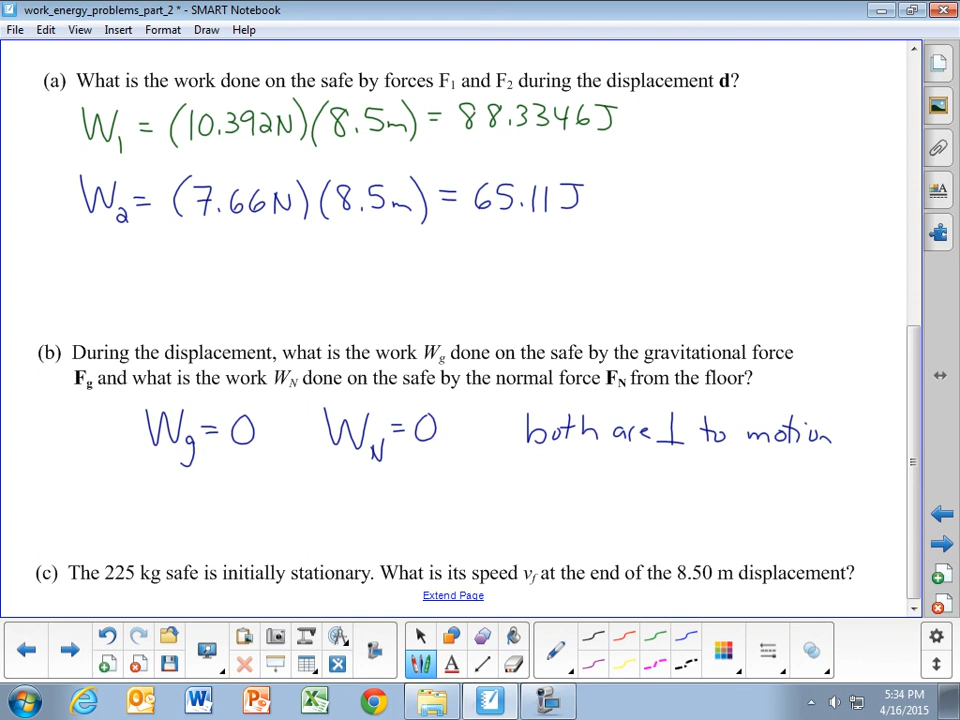 work_energy_problems_part_2 * - SMART Notebook
File Edit View Insert Format Draw Help
(a) What is the work done on the safe by forces F1 and F2 during the displacement d?
W1 = (10.392N)(8.5m) = 88.3346J
W2 = (7.66N)(8.5m) = 65.11J
(b) During the displacement, what is the work Wg done on the safe by the gravitational force
Fg and what is the work WN done on the safe by the normal force FN from the floor?
Wg = 0 WN = 0 both are ⊥ to motion
(c) The 225 kg safe is initially stationary. What is its speed vf at the end of the 8.50 m displacement?
Extend Page
5:34 PM
4/16/2015